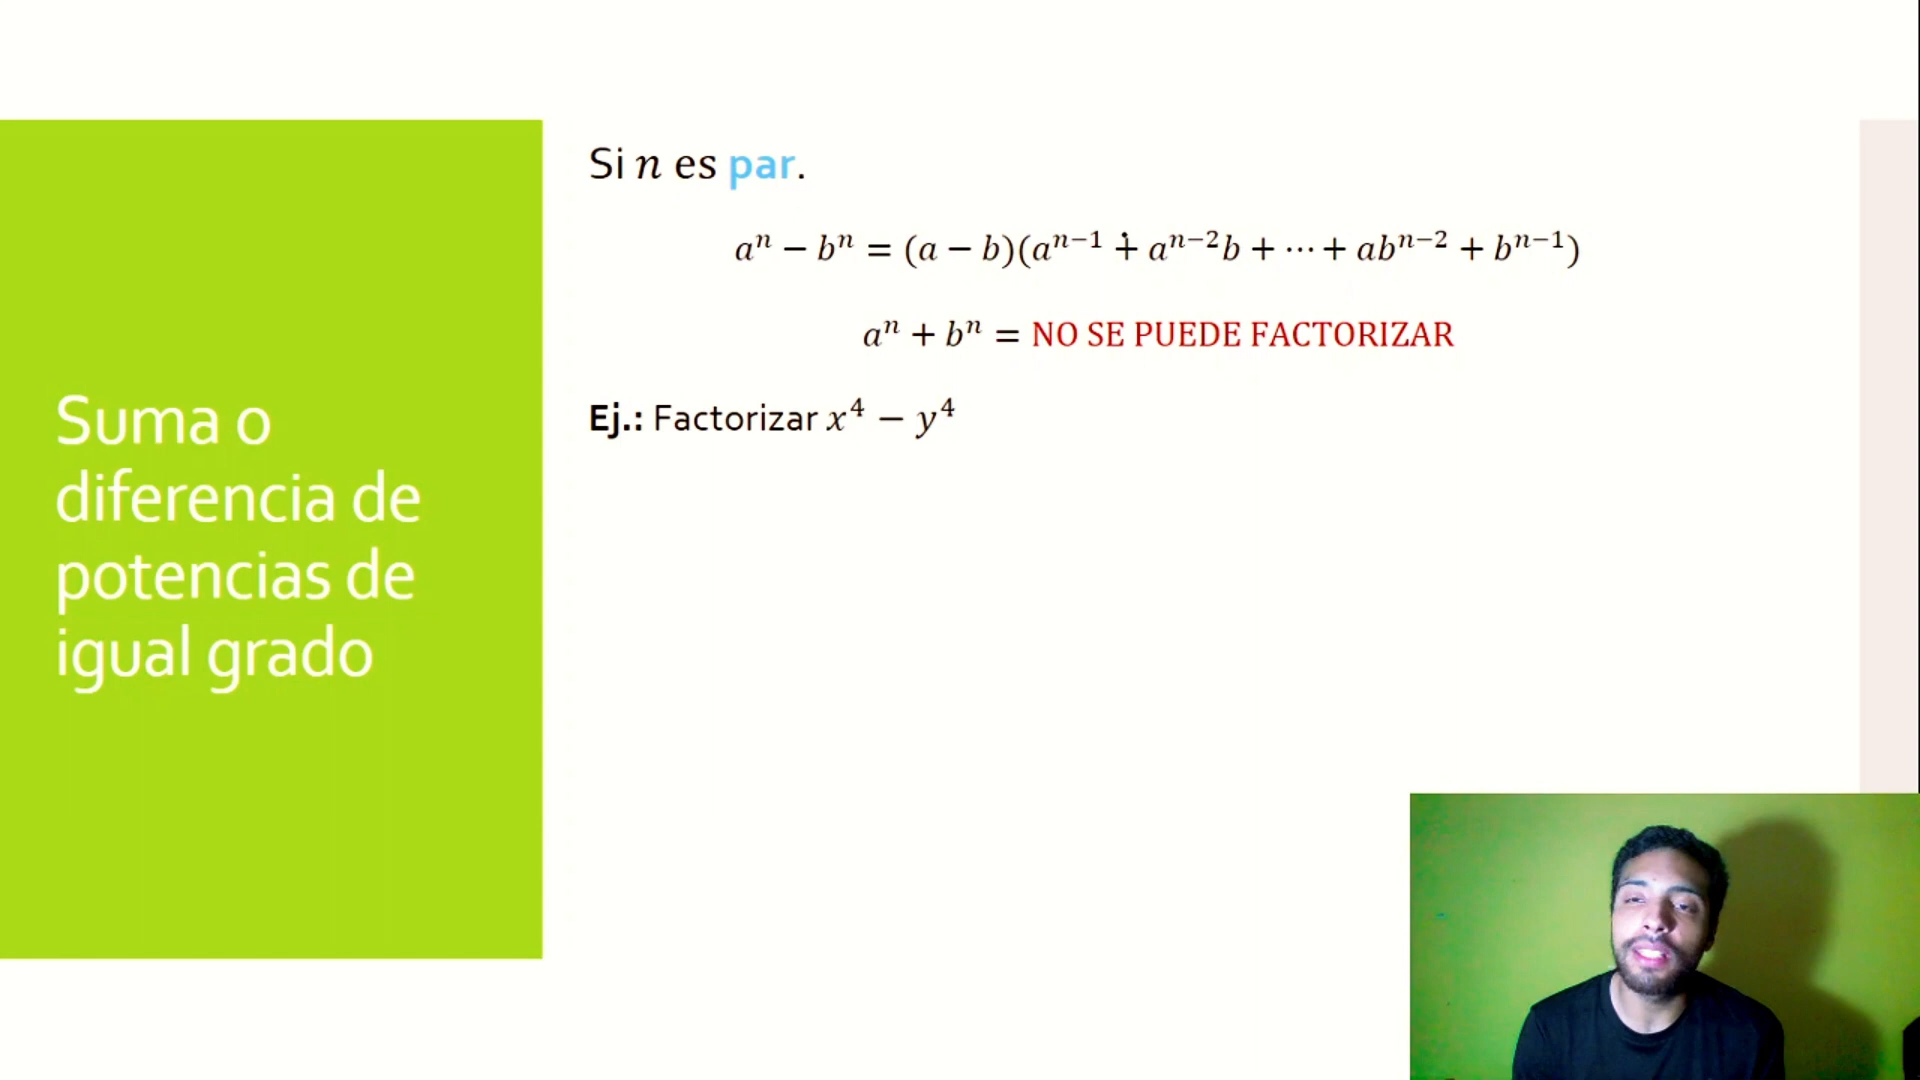 Suma o
diferencia de
potencias de
igual grado
Si n es par.
aⁿ − bⁿ = (a − b)(aⁿ⁻¹ + aⁿ⁻²b + ⋯ + abⁿ⁻² + bⁿ⁻¹)
aⁿ + bⁿ = NO SE PUEDE FACTORIZAR
Ej.: Factorizar x⁴ − y⁴